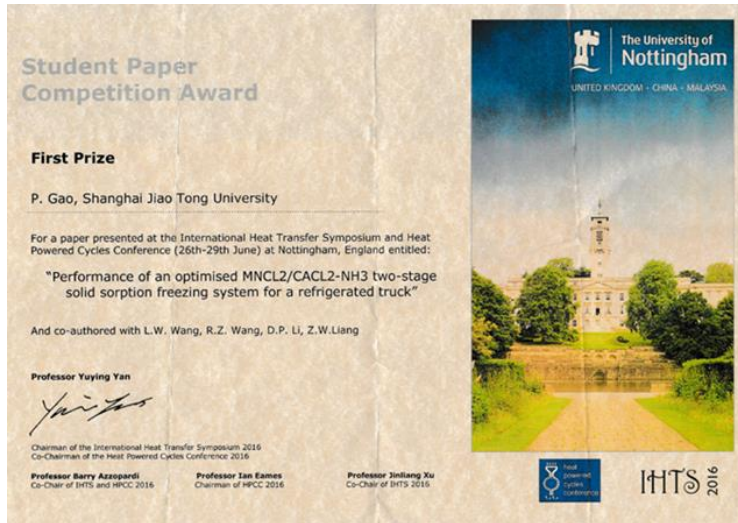 Student Paper
Competition Award
First Prize
P. Gao, Shanghai Jiao Tong University
For a paper presented at the International Heat Transfer Symposium and Heat
Powered Cycles Conference (26th-29th June) at Nottingham, England entitled:
"Performance of an optimised MNCL2/CACL2-NH3 two-stage
solid sorption freezing system for a refrigerated truck"
And co-authored with L.W. Wang, R.Z. Wang, D.P. Li, Z.W.Liang
Professor Yuying Yan
Chairman of the International Heat Transfer Symposium 2016
Co-Chairman of the Heat Powered Cycles Conference 2016
Professor Barry Azzopardi
Co-Chair of IHTS and HPCC 2016
Professor Ian Eames
Chairman of HPCC 2016
Professor Jinliang Xu
Co-Chair of IHTS 2016
The University of
Nottingham
UNITED KINGDOM · CHINA · MALAYSIA
heat
powered
cycles
conference
IHTS 2016